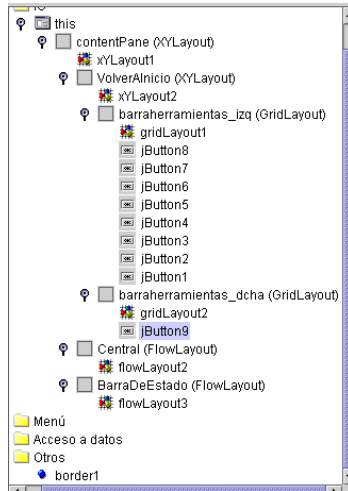 this
contentPane (XYLayout)
xYLayout1
VolverAInicio (XYLayout)
xYLayout2
barraherramientas_izq (GridLayout)
gridLayout1
jButton8
jButton7
jButton6
jButton5
jButton4
jButton3
jButton2
jButton1
barraherramientas_dcha (GridLayout)
gridLayout2
jButton9
Central (FlowLayout)
flowLayout2
BarraDeEstado (FlowLayout)
flowLayout3
Menú
Acceso a datos
Otros
border1